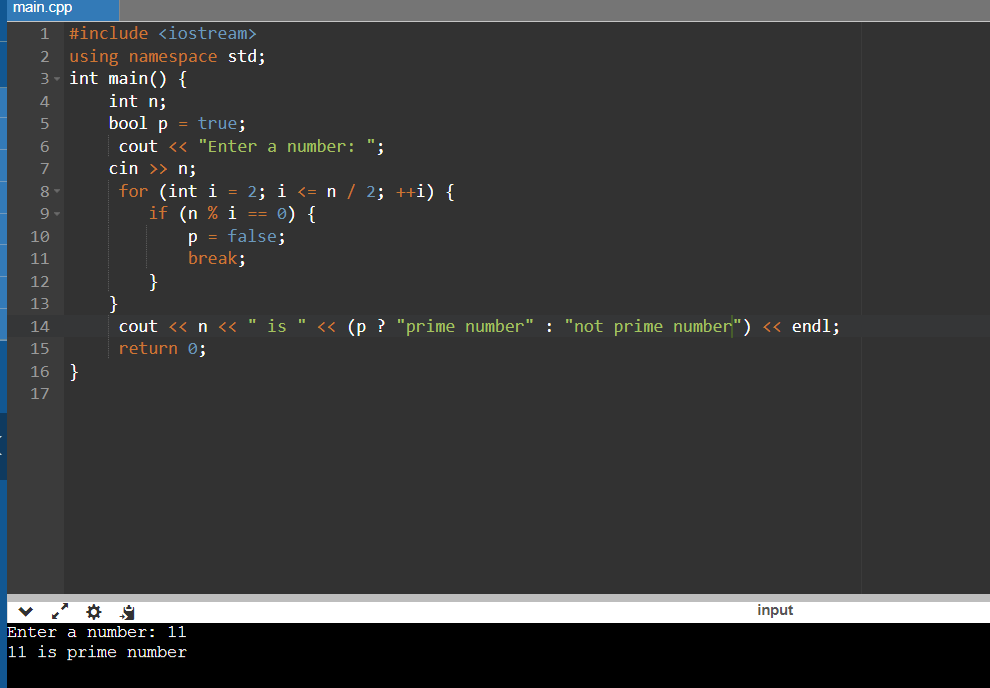 main.cpp
1 #include <iostream>
2 using namespace std;
3 int main() {
4     int n;
5     bool p = true;
6      cout << "Enter a number: ";
7     cin >> n;
8      for (int i = 2; i <= n / 2; ++i) {
9         if (n % i == 0) {
10             p = false;
11             break;
12         }
13     }
14      cout << n << " is " << (p ? "prime number" : "not prime number") << endl;
15      return 0;
16 }
17
input
Enter a number: 11
11 is prime number